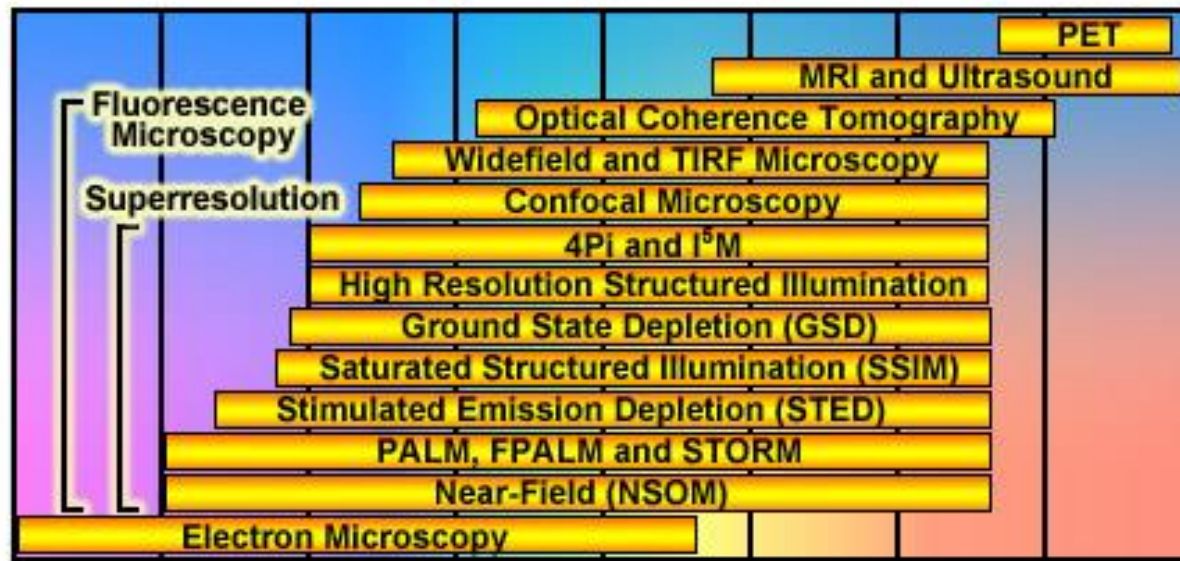 PET
MRI and Ultrasound
Fluorescence
Microscopy
Optical Coherence Tomography
Widefield and TIRF Microscopy
Superresolution
Confocal Microscopy
4Pi and I⁵M
High Resolution Structured Illumination
Ground State Depletion (GSD)
Saturated Structured Illumination (SSIM)
Stimulated Emission Depletion (STED)
PALM, FPALM and STORM
Near-Field (NSOM)
Electron Microscopy